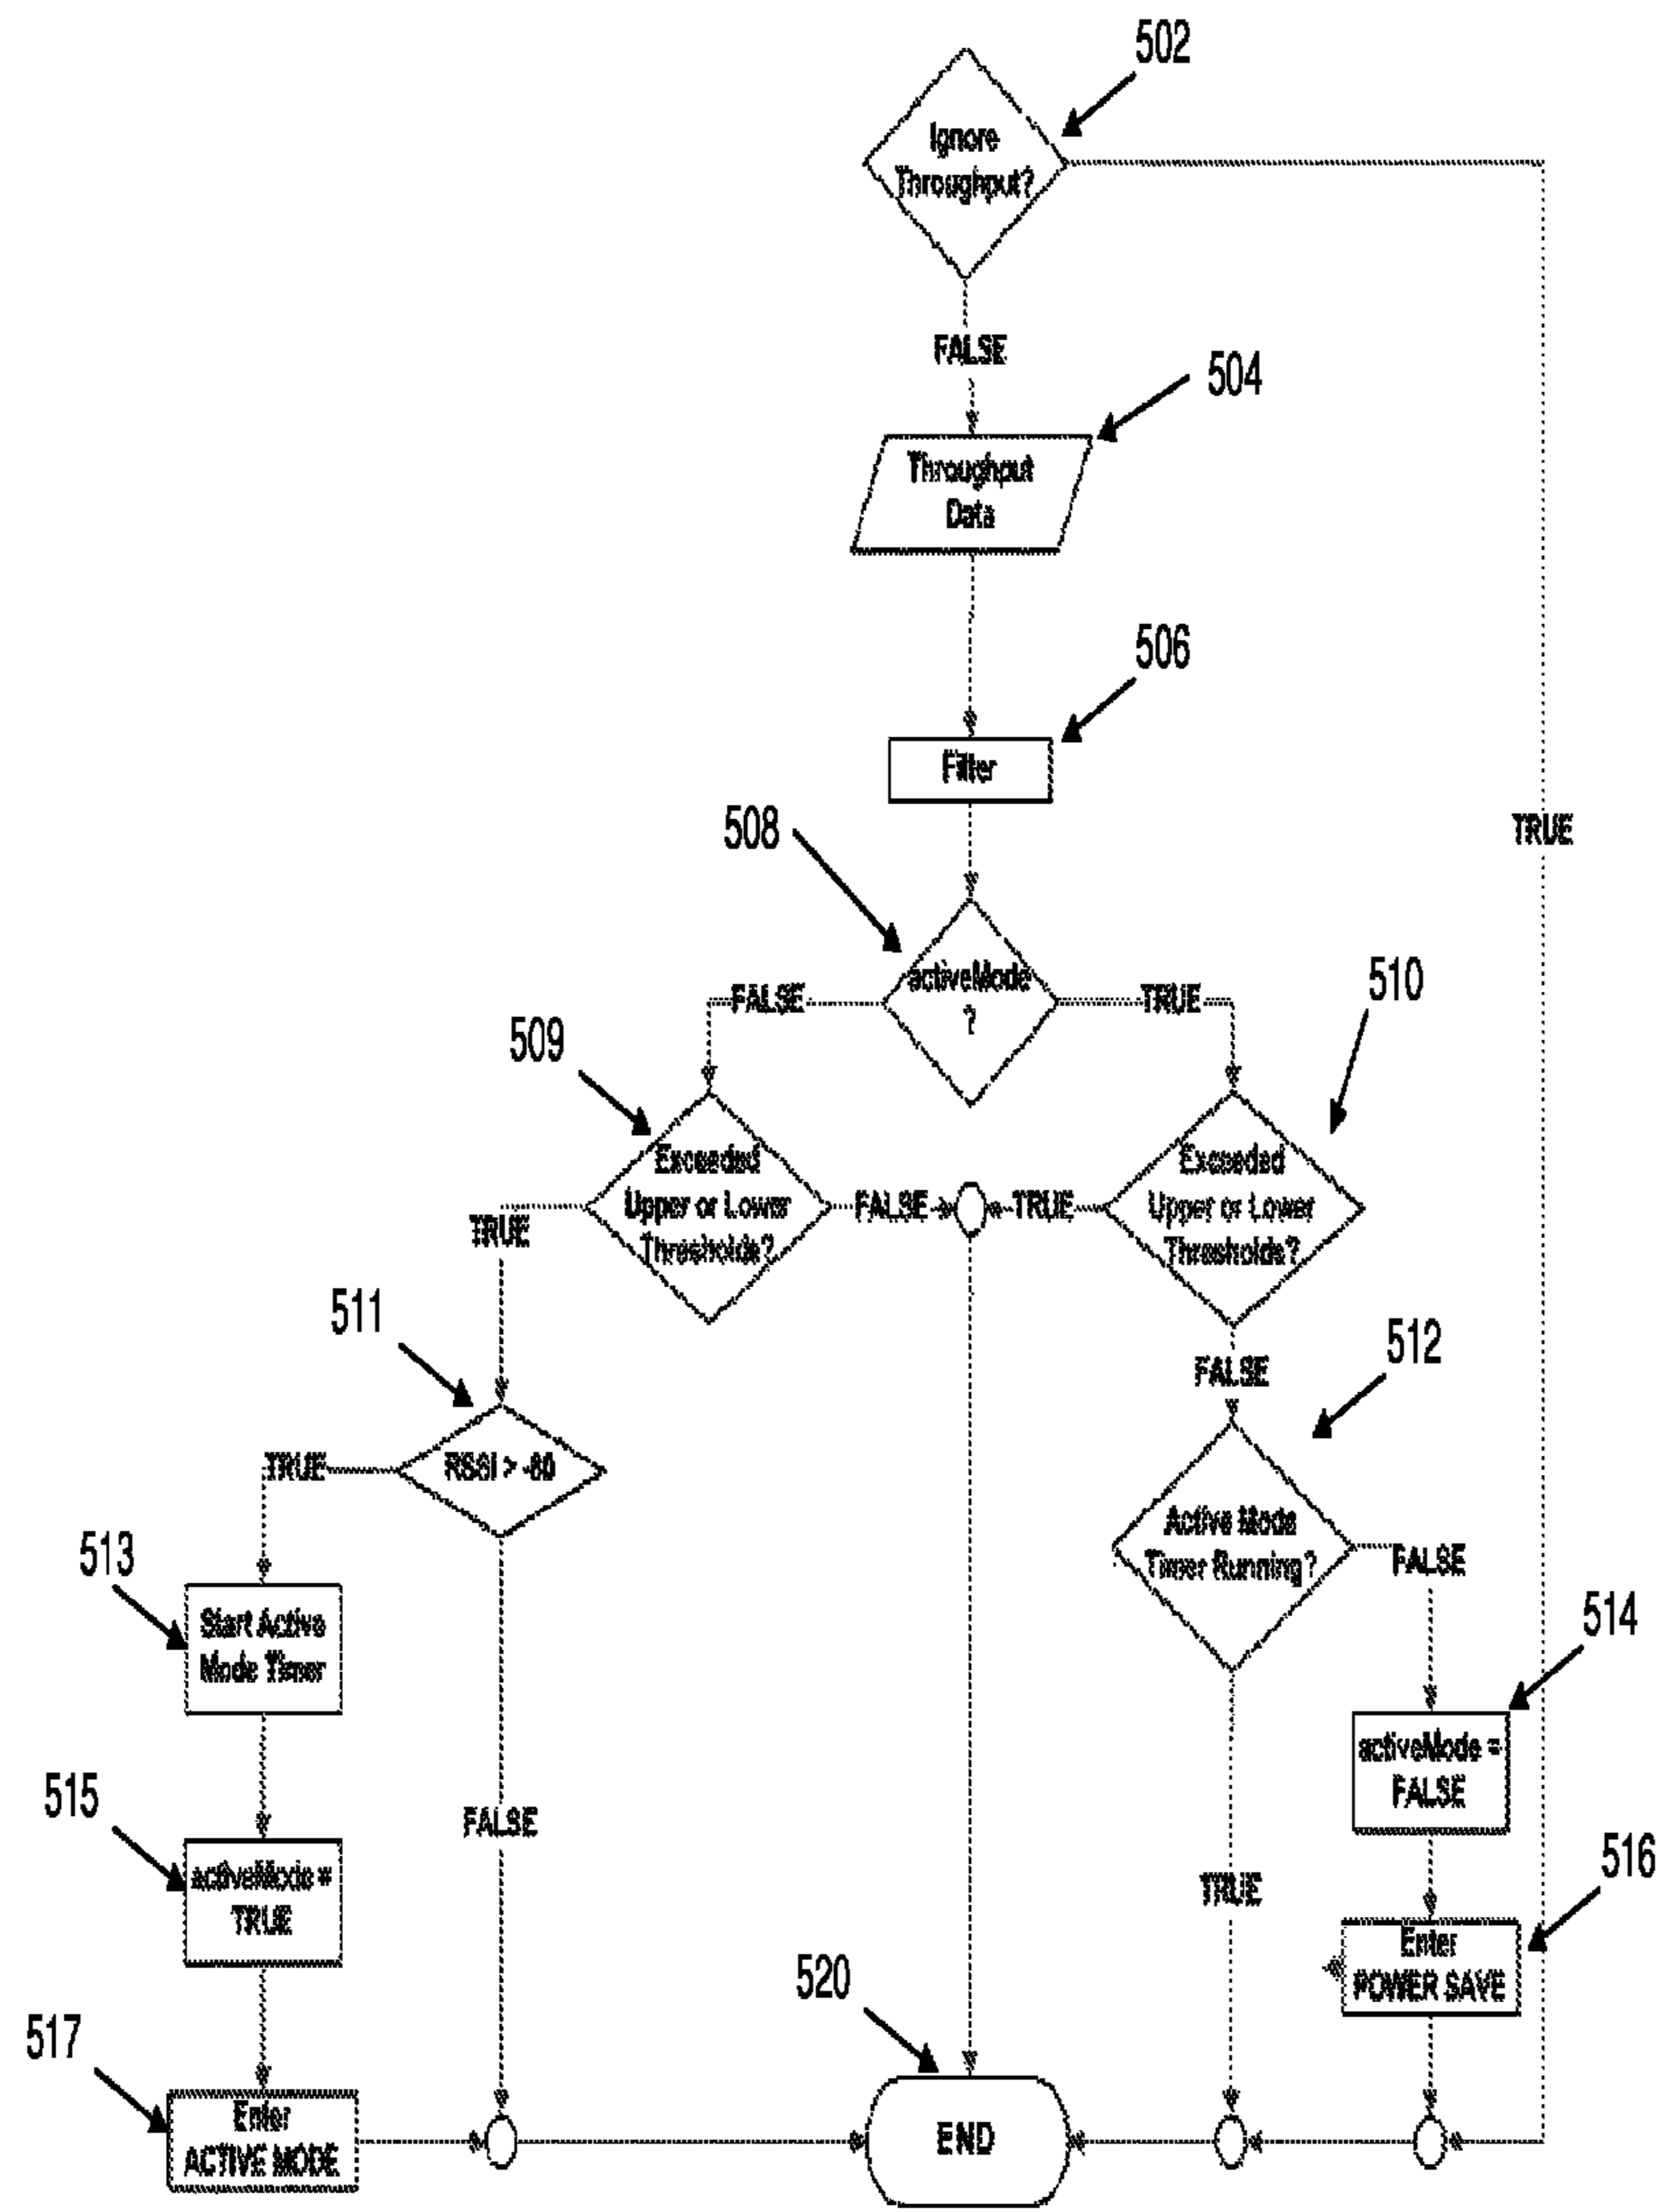 502
Ignore
Throughput?
FALSE
504
Throughput
Data
506
Filter
508
TRUE
activeMode
?
FALSE
TRUE
510
509
Exceeded
Upper or Lower
Thresholds?
FALSE
TRUE
Exceeded
Upper or Lower
Thresholds?
TRUE
511
FALSE
512
RSSI > -80
TRUE
Active Mode
Timer Running?
FALSE
513
Start Active
Mode Timer
514
activeMode =
FALSE
515
activeMode =
TRUE
FALSE
TRUE
516
Enter
POWER SAVE
520
517
Enter
ACTIVE MODE
END